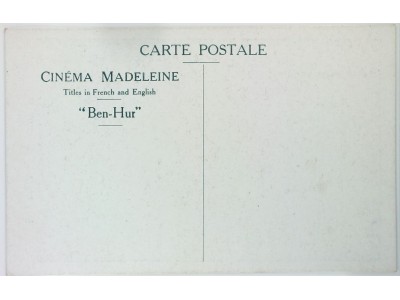 CARTE POSTALE
CINÉMA MADELEINE
Titles in French and English
"Ben-Hur"